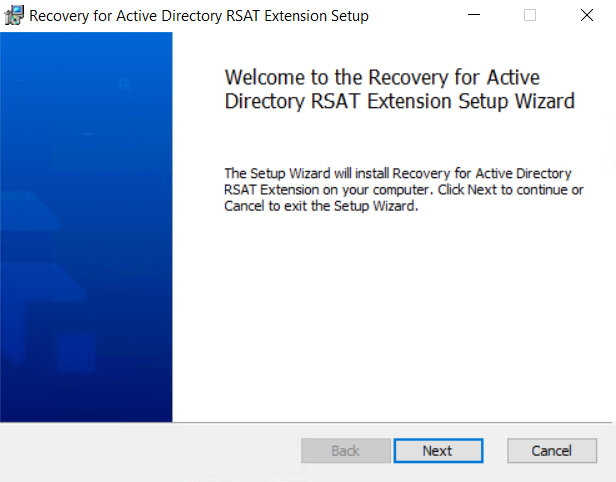 Recovery for Active Directory RSAT Extension Setup
Welcome to the Recovery for Active
Directory RSAT Extension Setup Wizard
The Setup Wizard will install Recovery for Active Directory
RSAT Extension on your computer. Click Next to continue or
Cancel to exit the Setup Wizard.
Back Next Cancel